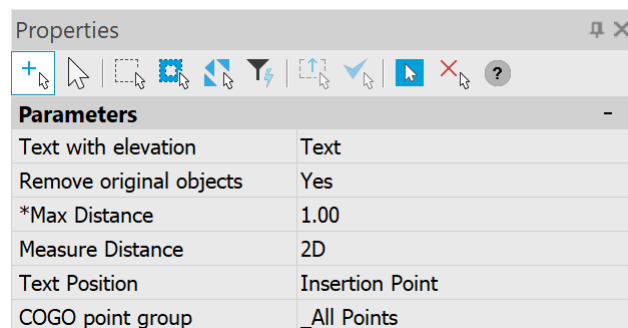 Properties
?
Parameters -
Text with elevation Text
Remove original objects Yes
*Max Distance 1.00
Measure Distance 2D
Text Position Insertion Point
COGO point group _All Points